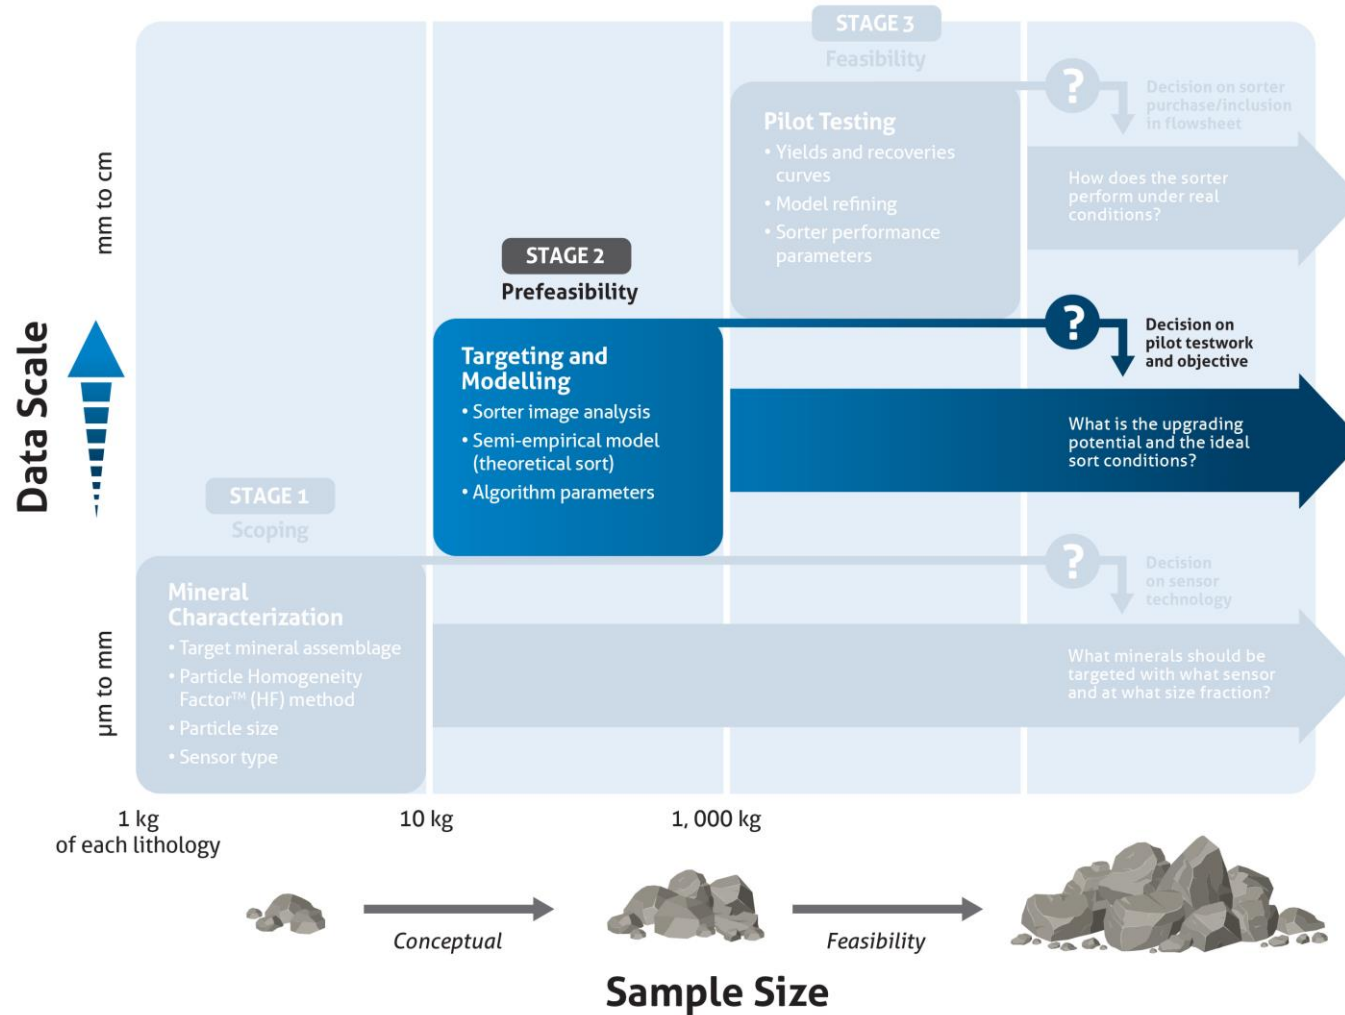 STAGE 3
Feasibility
Pilot Testing
• Yields and recoveries
curves
• Model refining
• Sorter performance
parameters
?
Decision on sorter
purchase/inclusion
in flowsheet
How does the sorter
perform under real
conditions?
STAGE 2
Prefeasibility
Targeting and
Modelling
• Sorter image analysis
• Semi-empirical model
(theoretical sort)
• Algorithm parameters
?
Decision on
pilot testwork
and objective
What is the upgrading
potential and the ideal
sort conditions?
STAGE 1
Scoping
Mineral
Characterization
• Target mineral assemblage
• Particle Homogeneity
Factor™ (HF) method
• Particle size
• Sensor type
?
Decision
on sensor
technology
What minerals should be
targeted with what sensor
and at what size fraction?
Data Scale
mm to cm
µm to mm
1 kg
of each lithology
10 kg
1, 000 kg
Conceptual
Feasibility
Sample Size